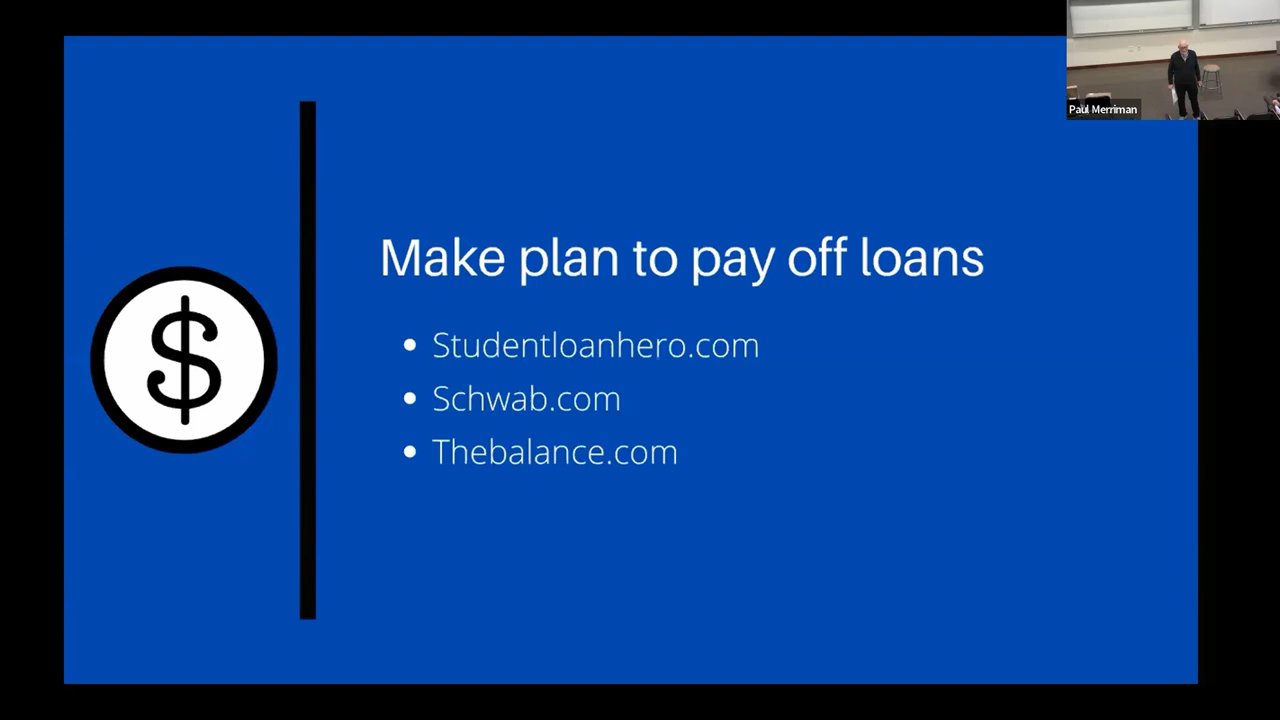 Paul Merriman
Make plan to pay off loans
• Studentloanhero.com
• Schwab.com
• Thebalance.com